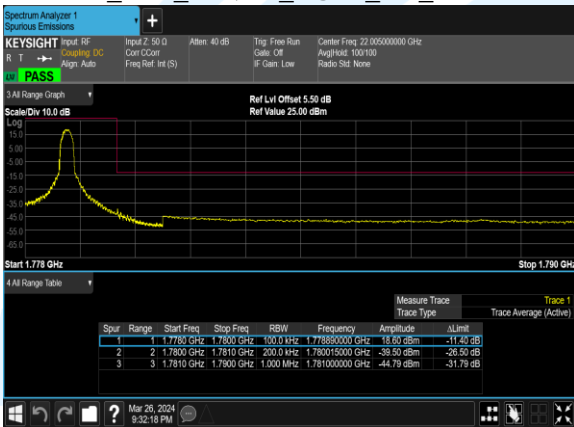 Spectrum Analyzer 1
Spurious Emissions
KEYSIGHT Input: RF Input Z: 50 Ω Atten: 40 dB Trig: Free Run Center Freq: 22.005000000 GHz
R T Coupling: DC Corr CCorr Gate: Off Avg|Hold: 100/100
Align: Auto Freq Ref: Int (S) IF Gain: Low Radio Std: None
PASS
3 All Range Graph
Ref Lvl Offset 5.50 dB
Scale/Div 10.0 dB Ref Value 25.00 dBm
Log
15.0
5.00
-5.00
-15.0
-25.0
-35.0
-45.0
-55.0
-65.0
Start 1.778 GHz Stop 1.790 GHz
4 All Range Table
Measure Trace Trace 1
Trace Type Trace Average (Active)
Spur Range Start Freq Stop Freq RBW Frequency Amplitude ΔLimit
1 1 1.7780 GHz 1.7800 GHz 100.0 kHz 1.778890000 GHz 18.60 dBm -11.40 dB
2 2 1.7800 GHz 1.7810 GHz 200.0 kHz 1.780015000 GHz -39.50 dBm -26.50 dB
3 3 1.7810 GHz 1.7900 GHz 1.000 MHz 1.781000000 GHz -44.79 dBm -31.79 dB
Mar 26, 2024
9:32:18 PM